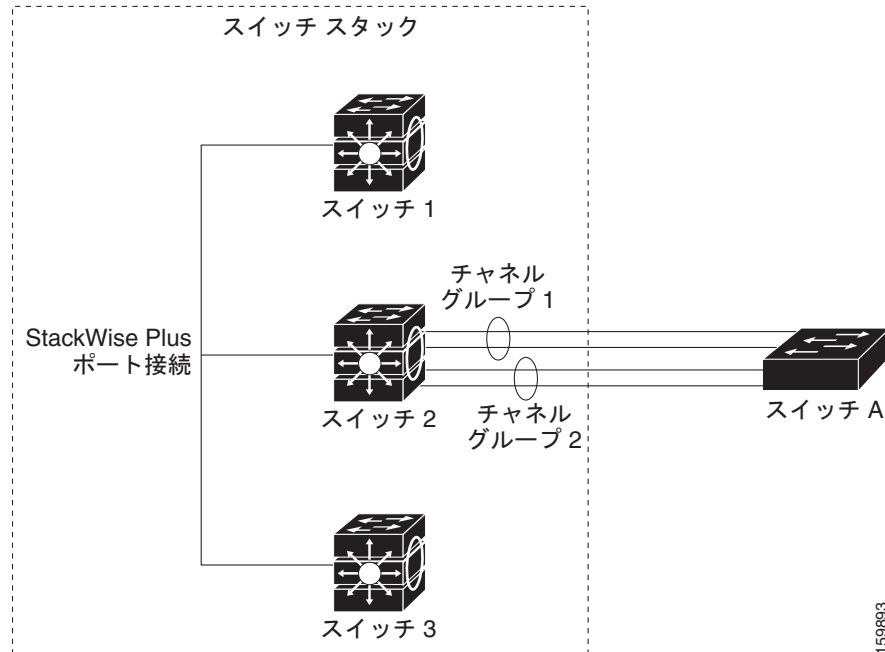 スイッチ スタック
スイッチ 1
チャネル
グループ 1
StackWise Plus
ポート接続
スイッチ 2
チャネル
グループ 2
スイッチ A
スイッチ 3
159893